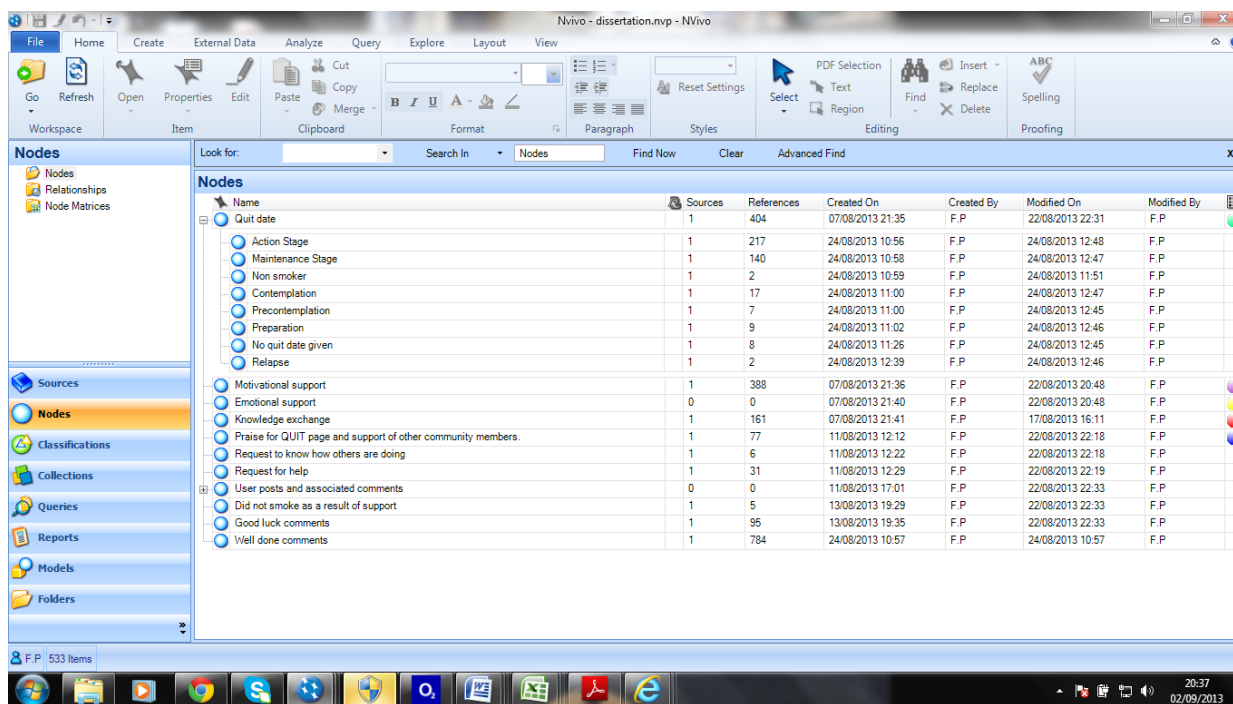 Nvivo - dissertation.nvp - NVivo
File Home Create External Data Analyze Query Explore Layout View
Go Refresh Open Properties Edit Paste Cut Copy Merge B I U A Reset Settings Select PDF Selection Text Region Find Insert Replace Delete ABC Spelling
Workspace Item Clipboard Format Paragraph Styles Editing Proofing
Nodes
Nodes
Relationships
Node Matrices
Sources
Nodes
Classifications
Collections
Queries
Reports
Models
Folders
Look for: Search In Nodes Find Now Clear Advanced Find x
Nodes
Name Sources References Created On Created By Modified On Modified By
Quit date 1 404 07/08/2013 21:35 F.P 22/08/2013 22:31 F.P
Action Stage 1 217 24/08/2013 10:56 F.P 24/08/2013 12:48 F.P
Maintenance Stage 1 140 24/08/2013 10:58 F.P 24/08/2013 12:47 F.P
Non smoker 1 2 24/08/2013 10:59 F.P 24/08/2013 11:51 F.P
Contemplation 1 17 24/08/2013 11:00 F.P 24/08/2013 12:47 F.P
Precontemplation 1 7 24/08/2013 11:00 F.P 24/08/2013 12:45 F.P
Preparation 1 9 24/08/2013 11:02 F.P 24/08/2013 12:46 F.P
No quit date given 1 8 24/08/2013 11:26 F.P 24/08/2013 12:45 F.P
Relapse 1 2 24/08/2013 12:39 F.P 24/08/2013 12:46 F.P
Motivational support 1 388 07/08/2013 21:36 F.P 22/08/2013 20:48 F.P
Emotional support 0 0 07/08/2013 21:40 F.P 22/08/2013 20:48 F.P
Knowledge exchange 1 161 07/08/2013 21:41 F.P 17/08/2013 16:11 F.P
Praise for QUIT page and support of other community members. 1 77 11/08/2013 12:12 F.P 22/08/2013 22:18 F.P
Request to know how others are doing 1 6 11/08/2013 12:22 F.P 22/08/2013 22:18 F.P
Request for help 1 31 11/08/2013 12:29 F.P 22/08/2013 22:19 F.P
User posts and associated comments 0 0 11/08/2013 17:01 F.P 22/08/2013 22:33 F.P
Did not smoke as a result of support 1 5 13/08/2013 19:29 F.P 22/08/2013 22:33 F.P
Good luck comments 1 95 13/08/2013 19:35 F.P 22/08/2013 22:33 F.P
Well done comments 1 784 24/08/2013 10:57 F.P 24/08/2013 10:57 F.P
F.P 533 Items
O2
20:37
02/09/2013